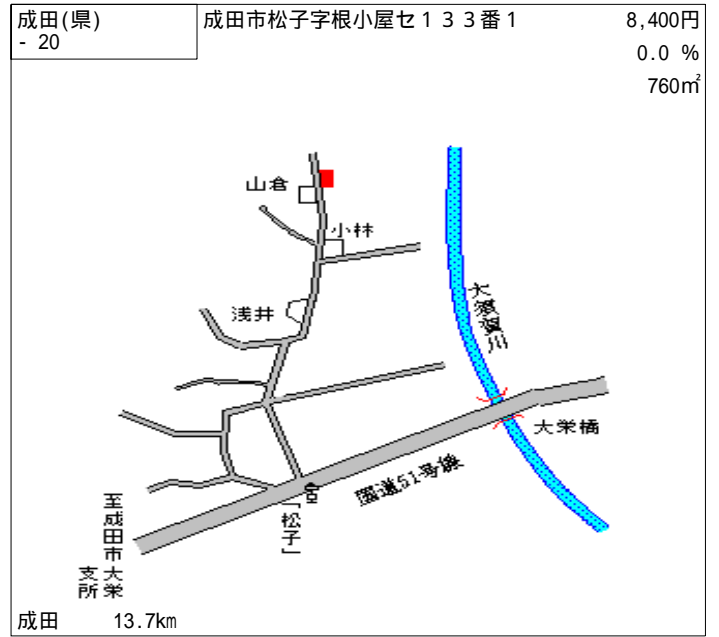 成田(県)
- 20
成田市松子字根小屋セ１３３番１
8,400円
0.0 %
760㎡
山倉
小林
浅井
大須賀川
大栄橋
国道51号線
「松子」
至成田市大栄
支所
成田 13.7km